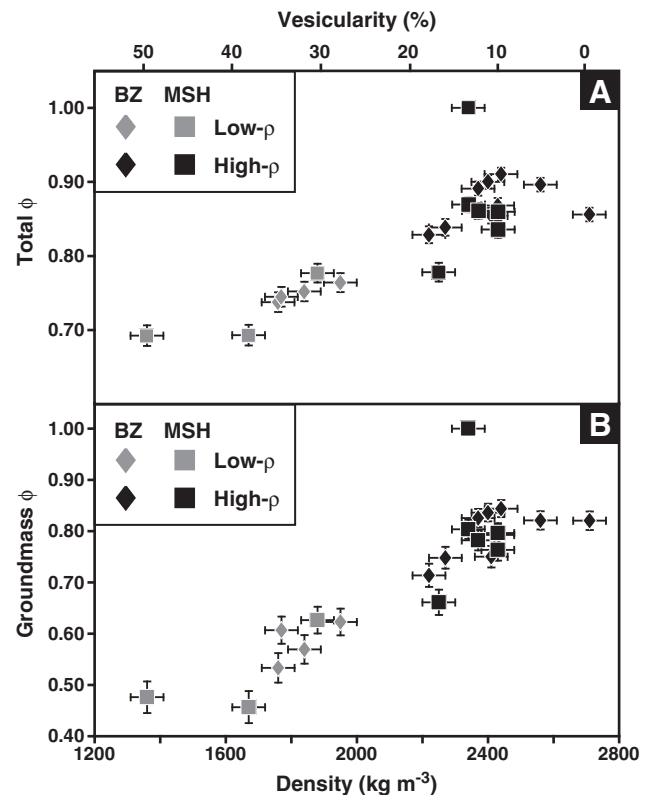 Vesicularity (%)
50 40 30 20 10 0
A
BZ MSH
Low-ρ
High-ρ
1.00
0.90
0.80
0.70
Total ϕ
B
BZ MSH
Low-ρ
High-ρ
1.00
0.90
0.80
0.70
0.60
0.50
0.40
Groundmass ϕ
1200 1600 2000 2400 2800
Density (kg m⁻³)